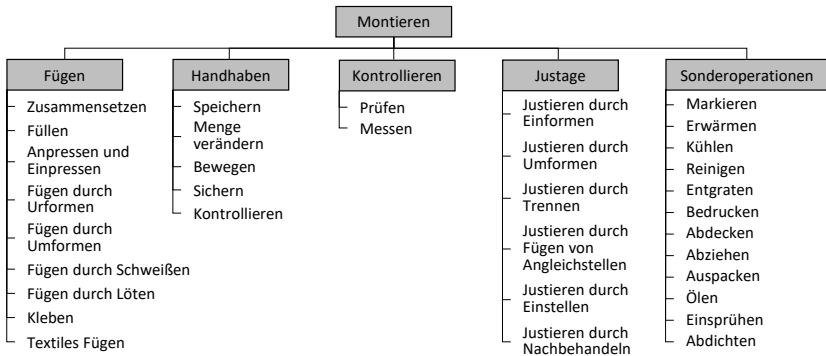 Montieren
Fügen
Zusammensetzen
Füllen
Anpressen und
Einpressen
Fügen durch
Urformen
Fügen durch
Umformen
Fügen durch Schweißen
Fügen durch Löten
Kleben
Textiles Fügen
Handhaben
Speichern
Menge
verändern
Bewegen
Sichern
Kontrollieren
Kontrollieren
Prüfen
Messen
Justage
Justieren durch
Einformen
Justieren durch
Umformen
Justieren durch
Trennen
Justieren durch
Fügen von
Angleichstellen
Justieren durch
Einstellen
Justieren durch
Nachbehandeln
Sonderoperationen
Markieren
Erwärmen
Kühlen
Reinigen
Entgraten
Bedrucken
Abdecken
Abziehen
Auspacken
Ölen
Einsprühen
Abdichten